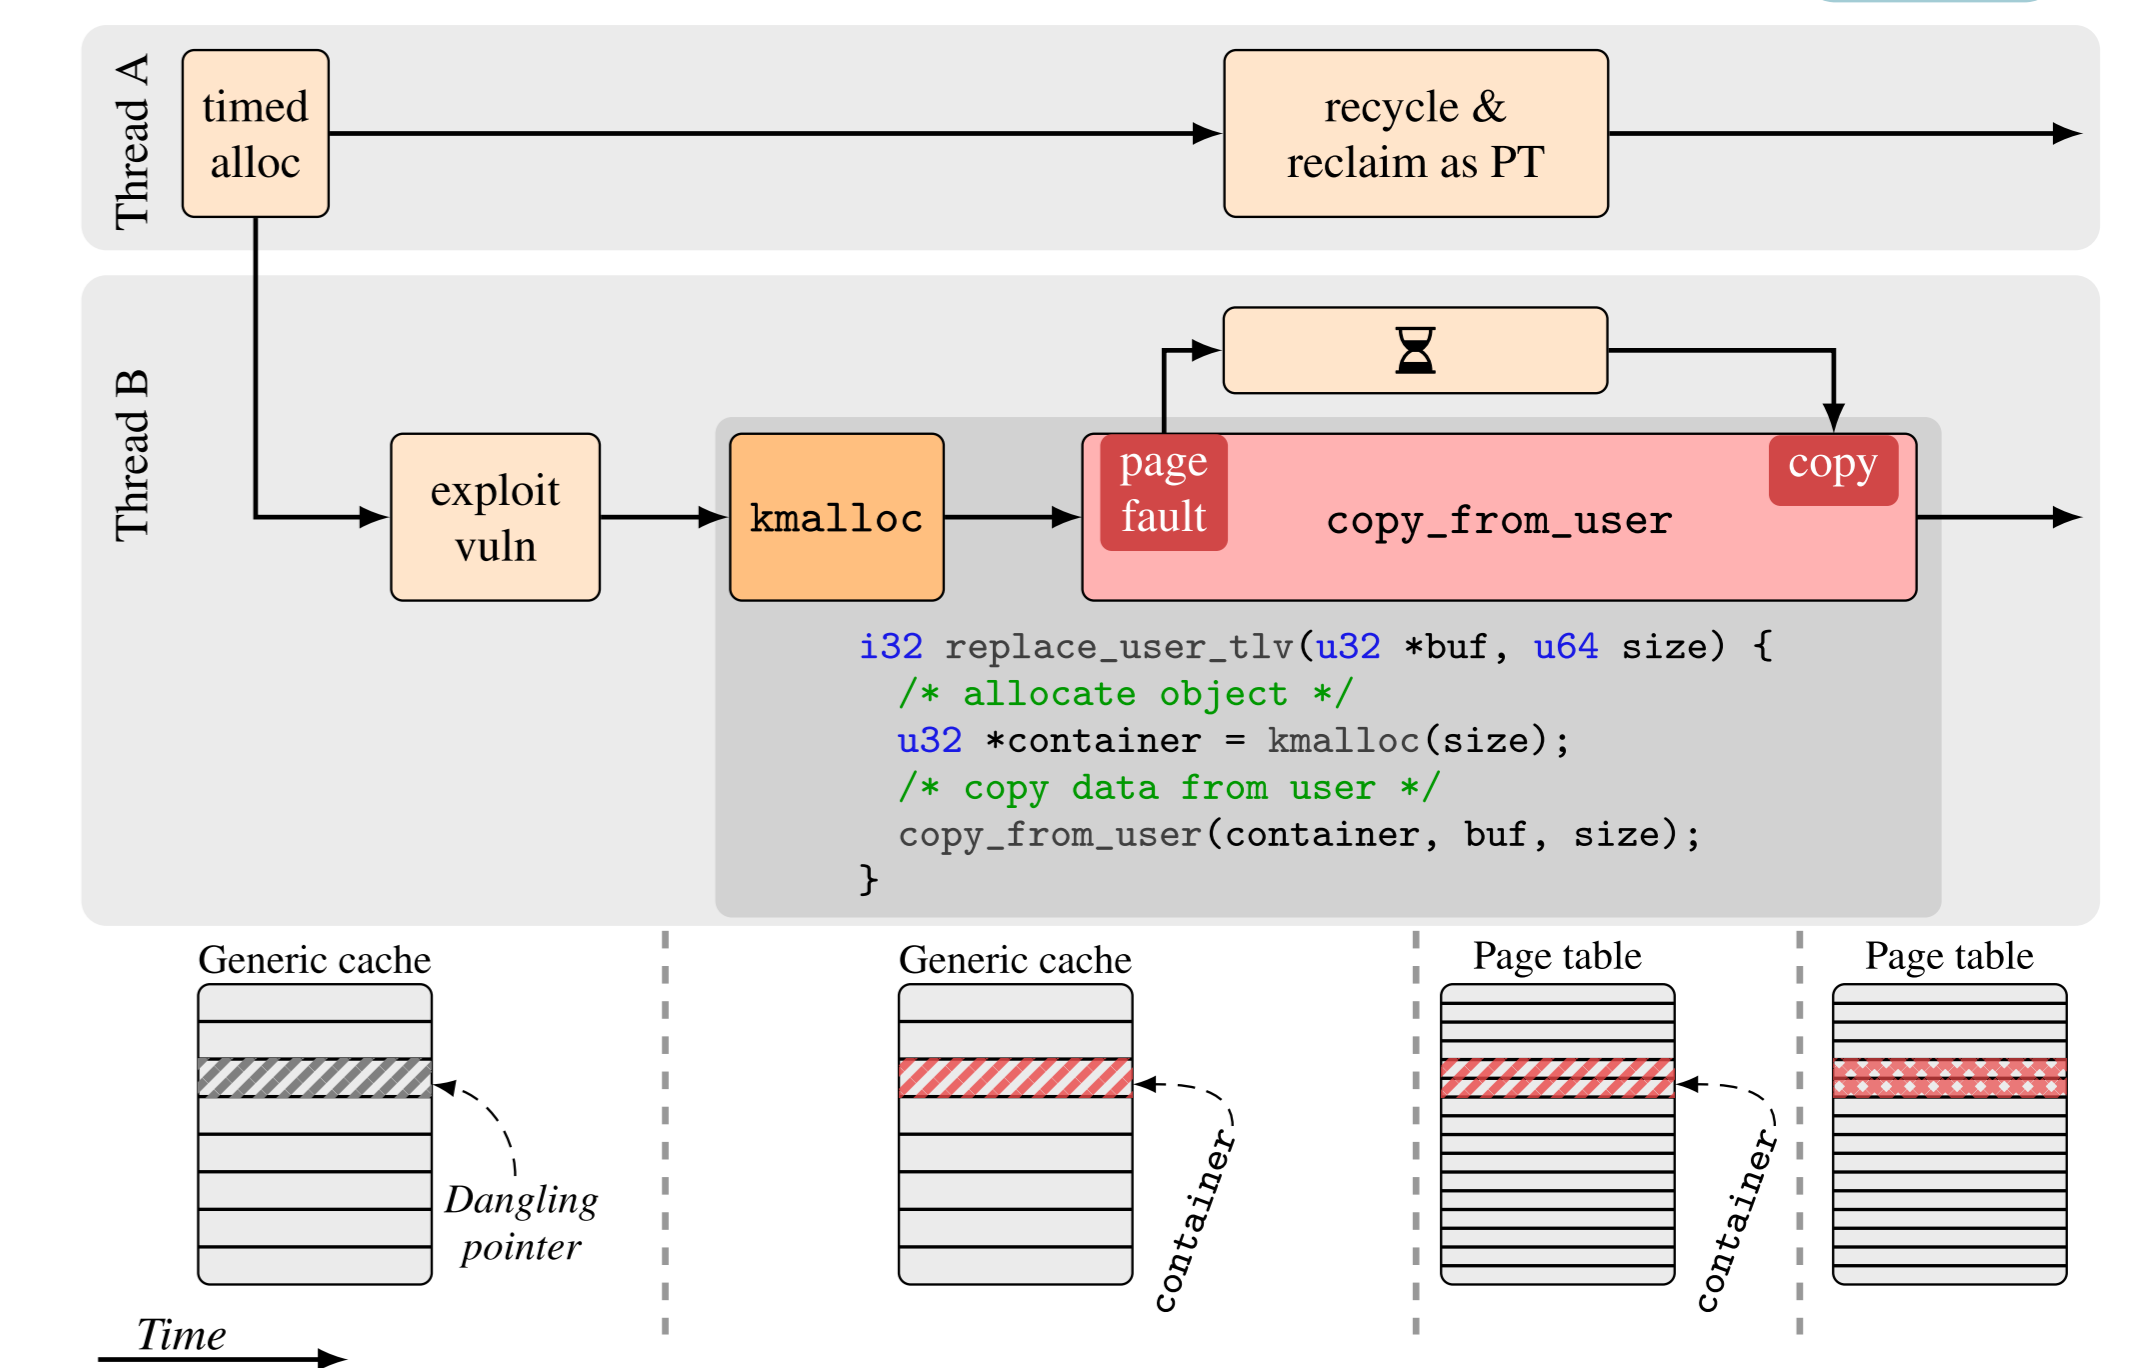 Thread A
timed
alloc
recycle &
reclaim as PT
Thread B
exploit
vuln
kmalloc
page
fault
copy_from_user
copy
i32 replace_user_tlv(u32 *buf, u64 size) {
/* allocate object */
u32 *container = kmalloc(size);
/* copy data from user */
copy_from_user(container, buf, size);
}
Generic cache
Dangling
pointer
Generic cache
container
Page table
container
Page table
Time